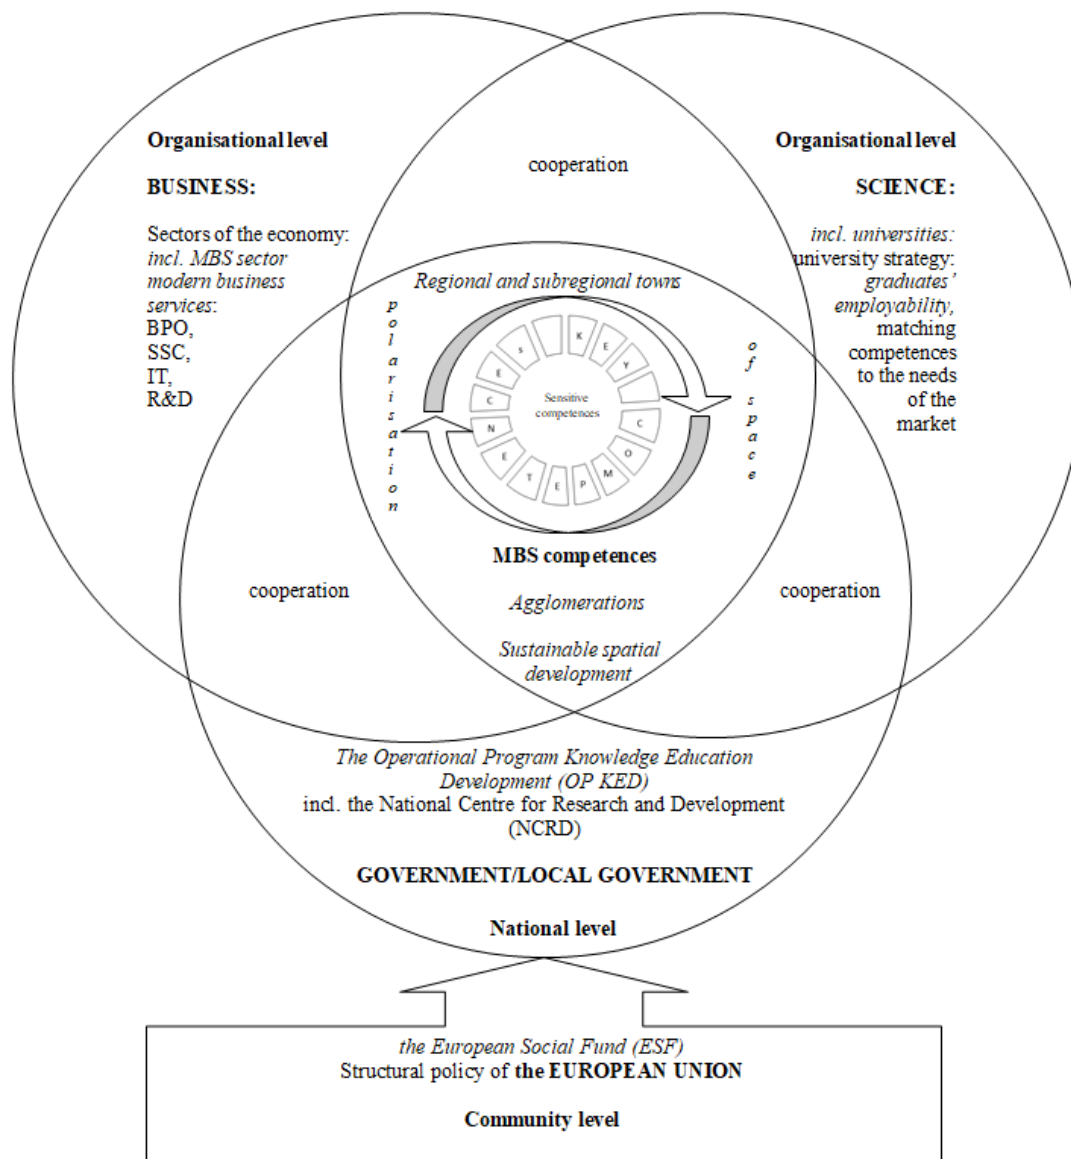 Organisational level
BUSINESS:
Sectors of the economy:
incl. MBS sector
modern business
services:
BPO,
SSC,
IT,
R&D
cooperation
Organisational level
SCIENCE:
incl. universities:
university strategy:
graduates’
employability,
matching
competences
to the needs
of the
market
Regional and subregional towns
polarisation
of space
KEY COMPETENCEs
Sensitive
competences
MBS competences
Agglomerations
Sustainable spatial
development
cooperation
cooperation
The Operational Program Knowledge Education
Development (OP KED)
incl. the National Centre for Research and Development
(NCRD)
GOVERNMENT/LOCAL GOVERNMENT
National level
the European Social Fund (ESF)
Structural policy of the EUROPEAN UNION
Community level